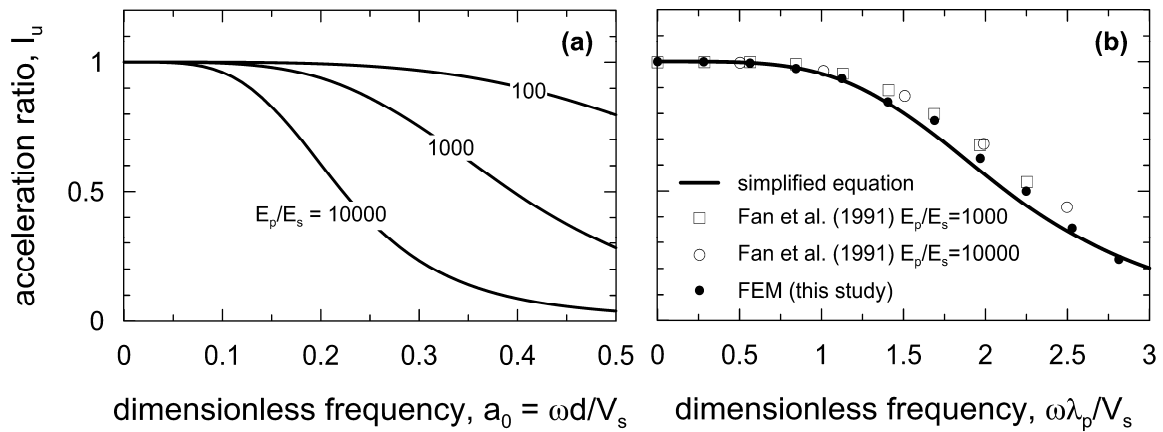 acceleration ratio, I_u
1
0.5
0
(a)
100
1000
E_p/E_s = 10000
0 0.1 0.2 0.3 0.4 0.5
dimensionless frequency, a_0 = ωd/V_s
(b)
simplified equation
Fan et al. (1991) E_p/E_s=1000
Fan et al. (1991) E_p/E_s=10000
FEM (this study)
0 0.5 1 1.5 2 2.5 3
dimensionless frequency, ωλ_p/V_s